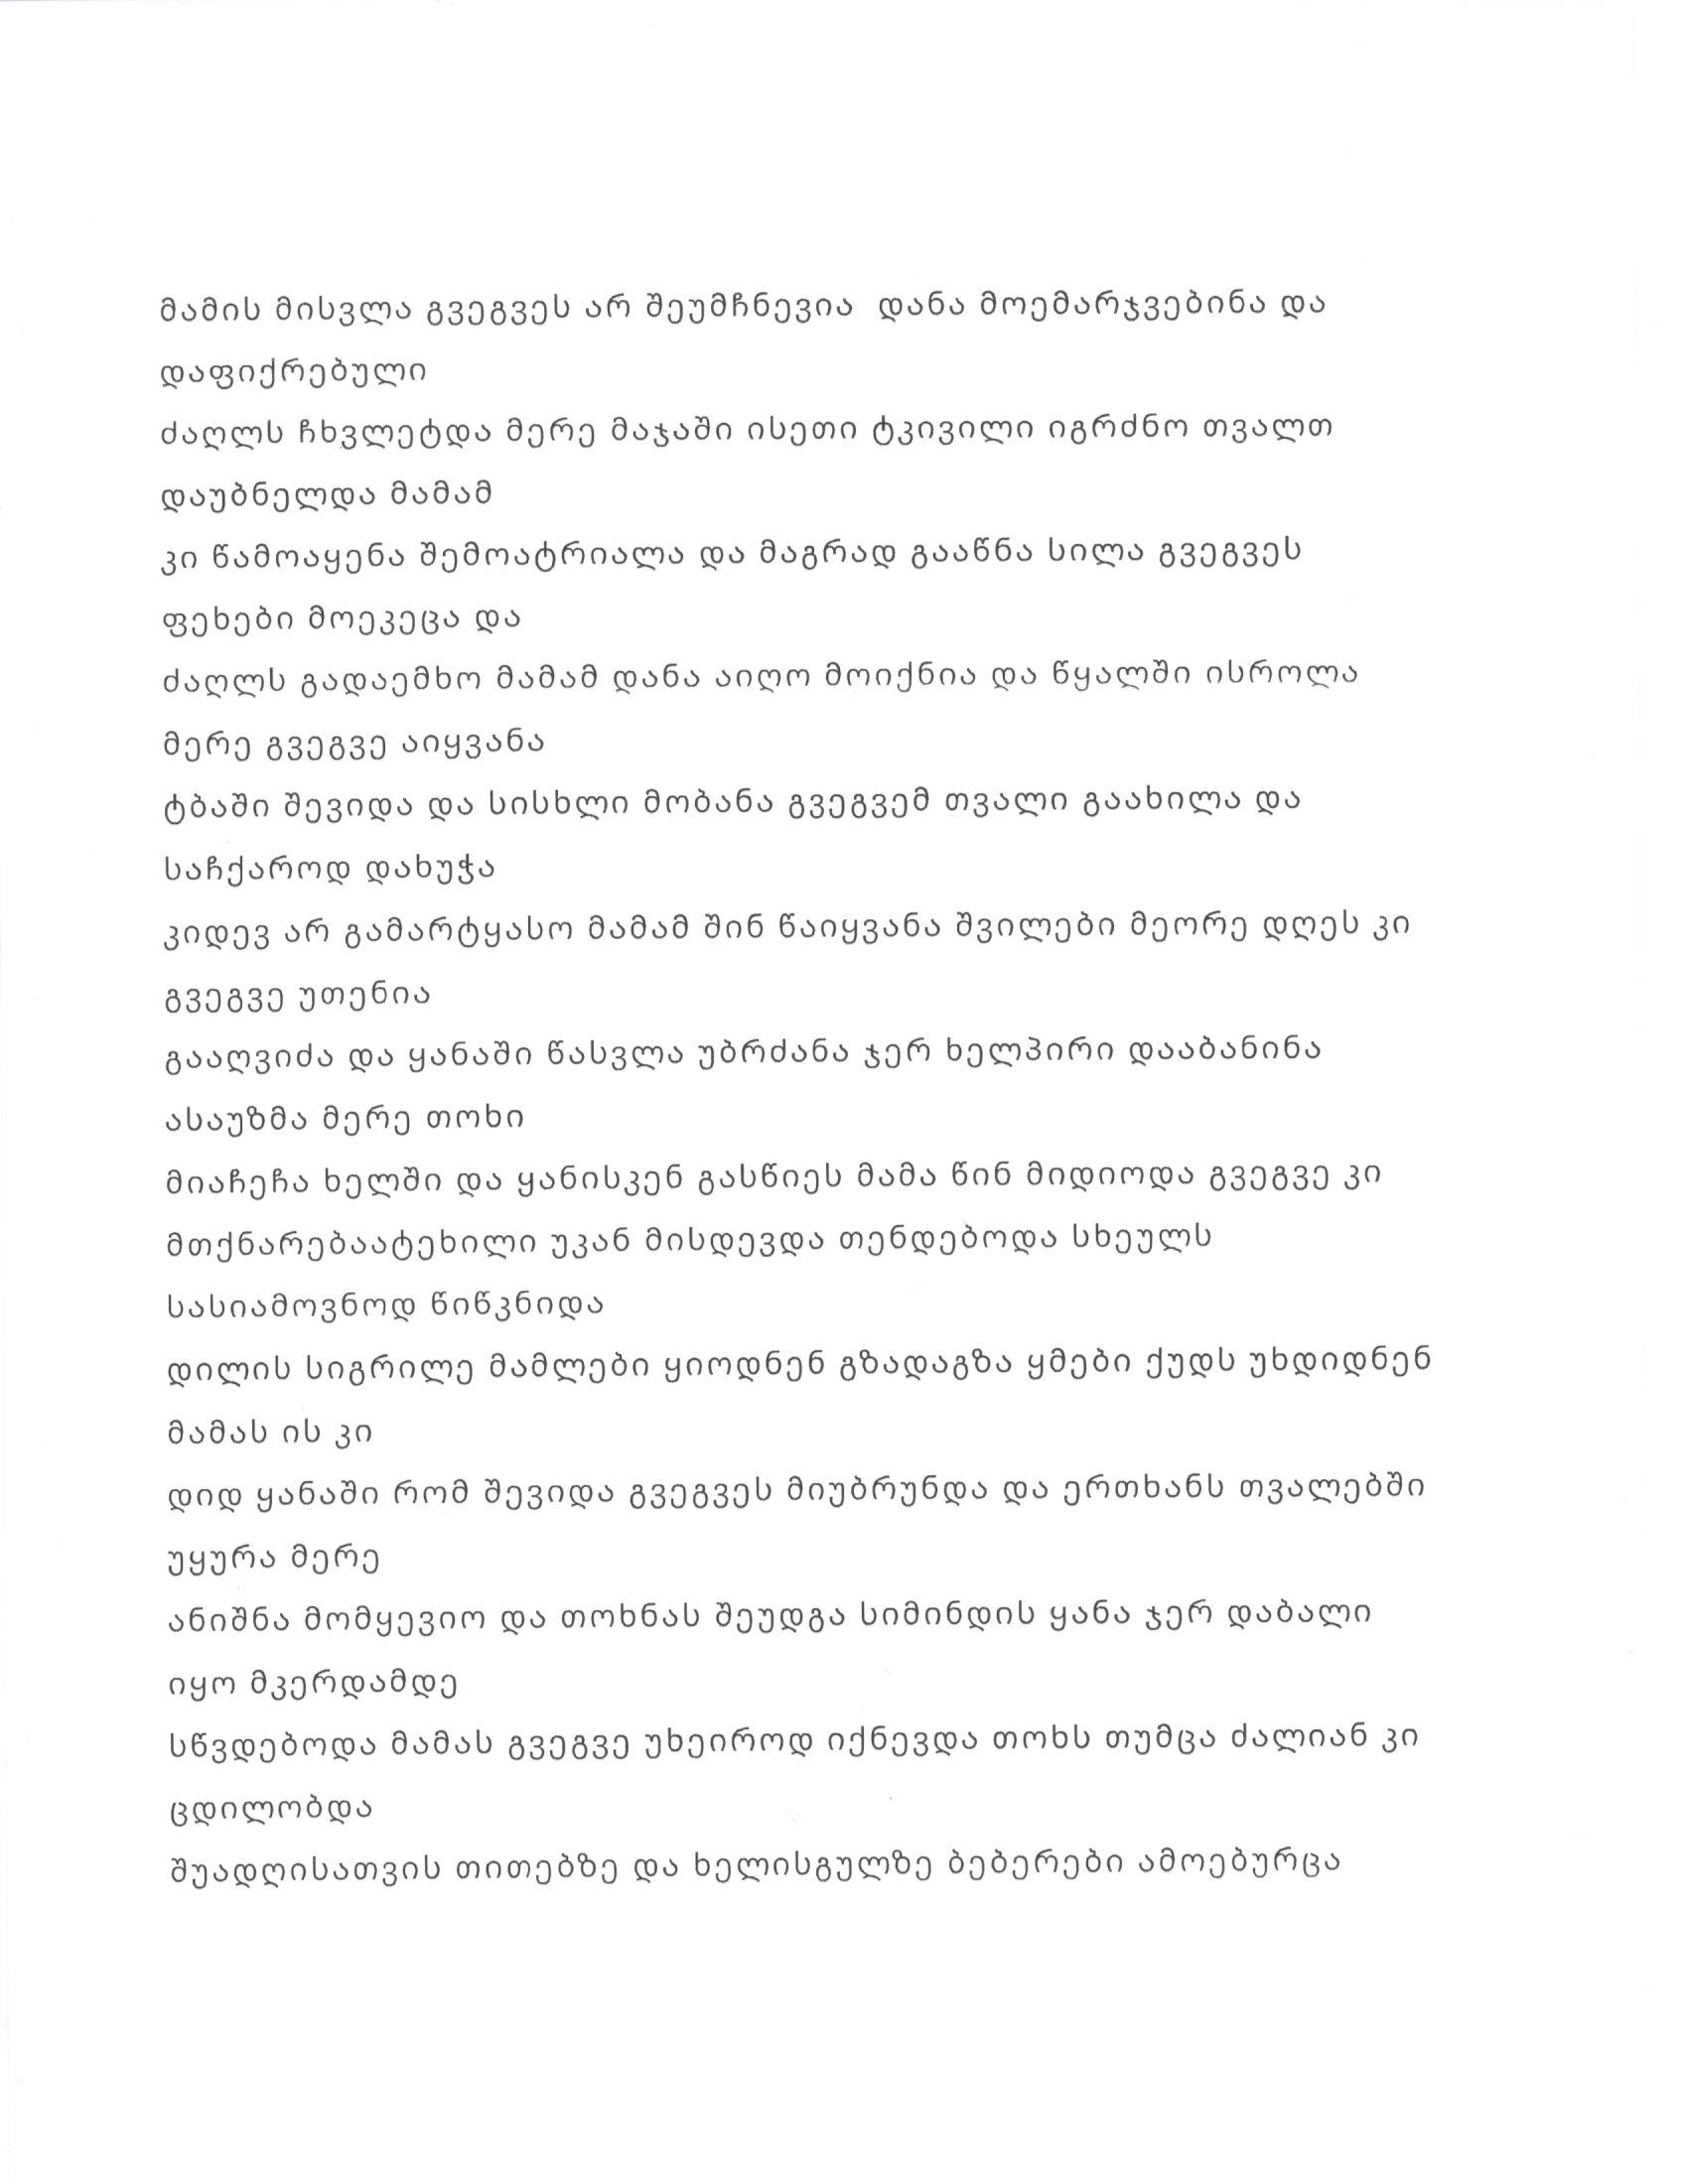 მამის მისვლა გვეგვეს არ შეუმჩნევია  დანა მოემარჯვებინა და
დაფიქრებული
ძაღლს ჩხვლეტდა მერე მაჯაში ისეთი ტკივილი იგრძნო თვალთ
დაუბნელდა მამამ
კი წამოაყენა შემოატრიალა და მაგრად გააწნა სილა გვეგვეს
ფეხები მოეკეცა და
ძაღლს გადაემხო მამამ დანა აიღო მოიქნია და წყალში ისროლა
მერე გვეგვე აიყვანა
ტბაში შევიდა და სისხლი მობანა გვეგვემ თვალი გაახილა და
საჩქაროდ დახუჭა
კიდევ არ გამარტყასო მამამ შინ წაიყვანა შვილები მეორე დღეს კი
გვეგვე უთენია
გააღვიძა და ყანაში წასვლა უბრძანა ჯერ ხელპირი დააბანინა
ასაუზმა მერე თოხი
მიაჩეჩა ხელში და ყანისკენ გასწიეს მამა წინ მიდიოდა გვეგვე კი
მთქნარებაატეხილი უკან მისდევდა თენდებოდა სხეულს
სასიამოვნოდ წიწკნიდა
დილის სიგრილე მამლები ყიოდნენ გზადაგზა ყმები ქუდს უხდიდნენ
მამას ის კი
დიდ ყანაში რომ შევიდა გვეგვეს მიუბრუნდა და ერთხანს თვალებში
უყურა მერე
ანიშნა მომყევიო და თოხნას შეუდგა სიმინდის ყანა ჯერ დაბალი
იყო მკერდამდე
სწვდებოდა მამას გვეგვე უხეიროდ იქნევდა თოხს თუმცა ძალიან კი
ცდილობდა
შუადღისათვის თითებზე და ხელისგულზე ბებერები ამოებურცა